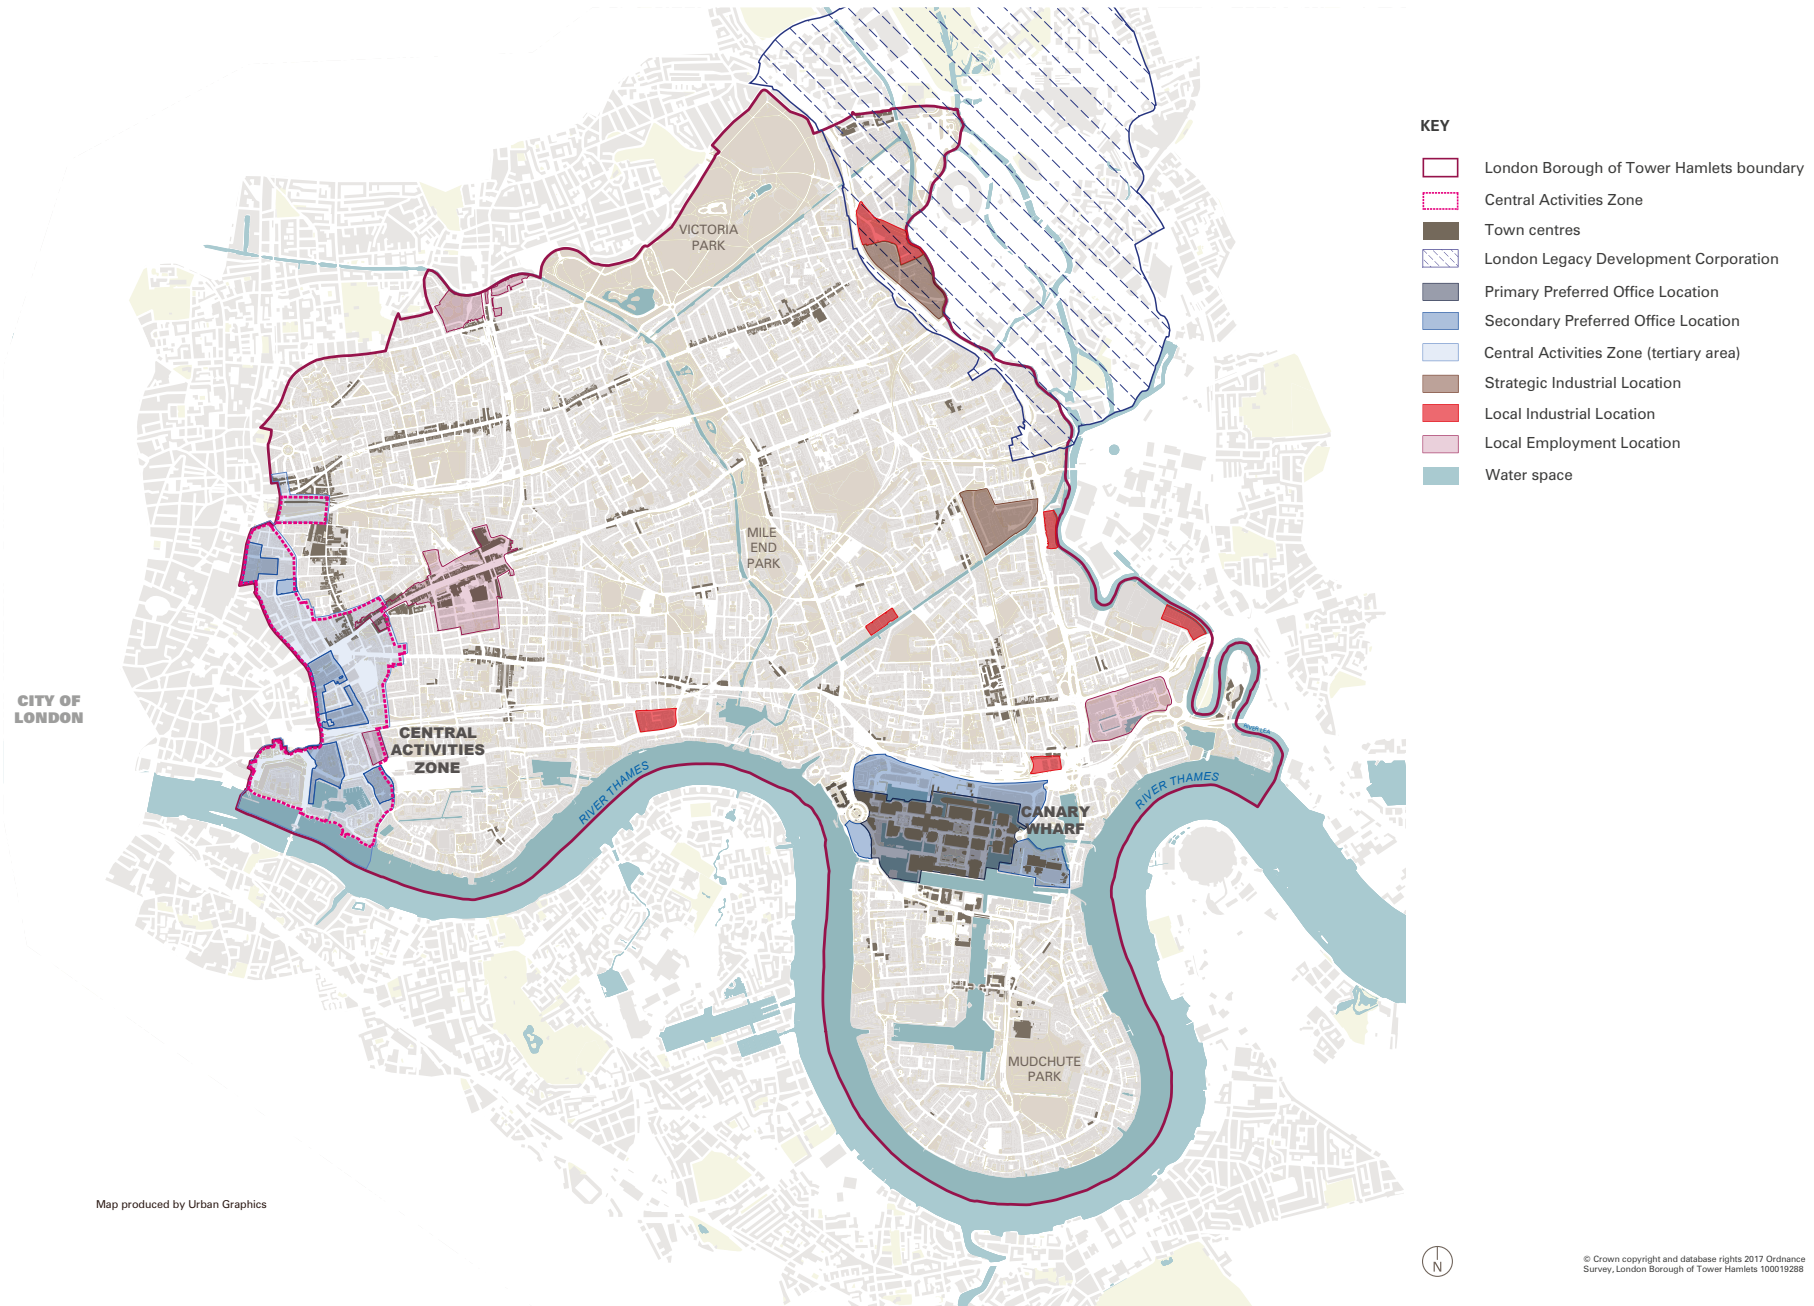 VICTORIA
PARK
MILE
END
PARK
CITY OF
LONDON
CENTRAL
ACTIVITIES
ZONE
RIVER THAMES
CANARY
WHARF
RIVER THAMES
RIVER LEA
MUDCHUTE
PARK
Map produced by Urban Graphics
KEY
London Borough of Tower Hamlets boundary
Central Activities Zone
Town centres
London Legacy Development Corporation
Primary Preferred Office Location
Secondary Preferred Office Location
Central Activities Zone (tertiary area)
Strategic Industrial Location
Local Industrial Location
Local Employment Location
Water space
N
© Crown copyright and database rights 2017 Ordnance
Survey, London Borough of Tower Hamlets 100019288